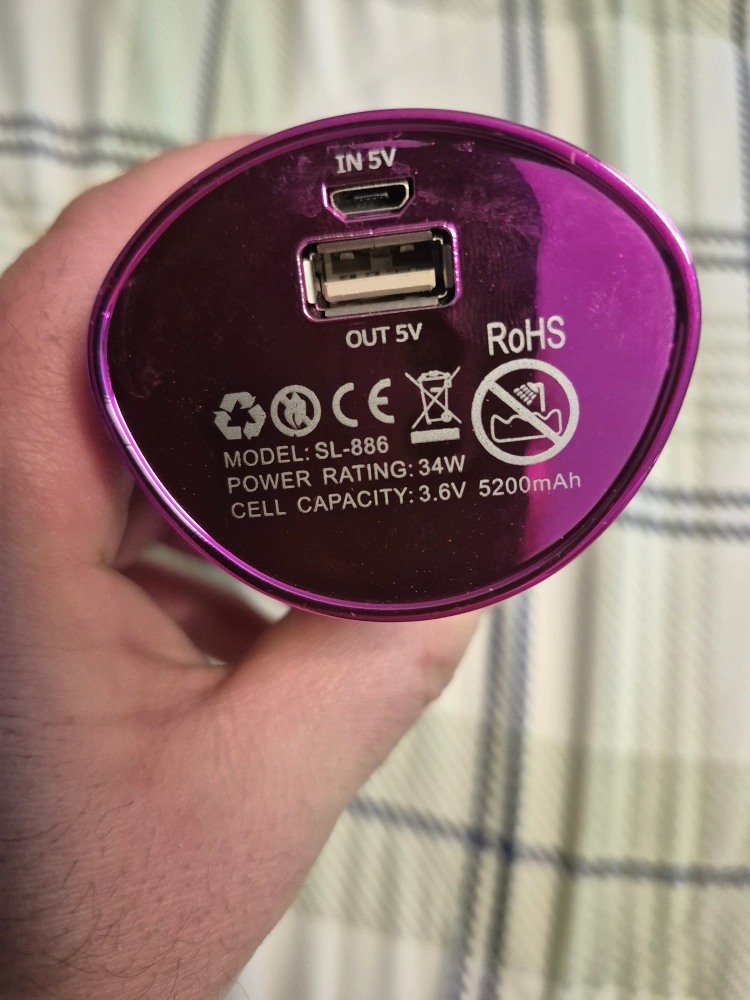 IN 5V
OUT 5V
RoHS
CE
MODEL: SL-886
POWER RATING: 34W
CELL CAPACITY: 3.6V 5200mAh